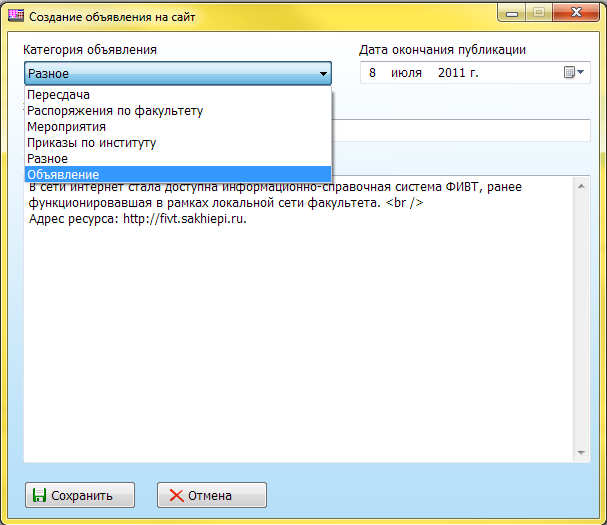 Создание объявления на сайт
Категория объявления
Дата окончания публикации
Разное
8 июля 2011 г.
Пересдача
Распоряжения по факультету
Мероприятия
Приказы по институту
Разное
Объявление
В сети интернет стала доступна информационно-справочная система ФИВТ, ранее
функционировавшая в рамках локальной сети факультета. <br />
Адрес ресурса: http://fivt.sakhiepi.ru.
Сохранить
Отмена